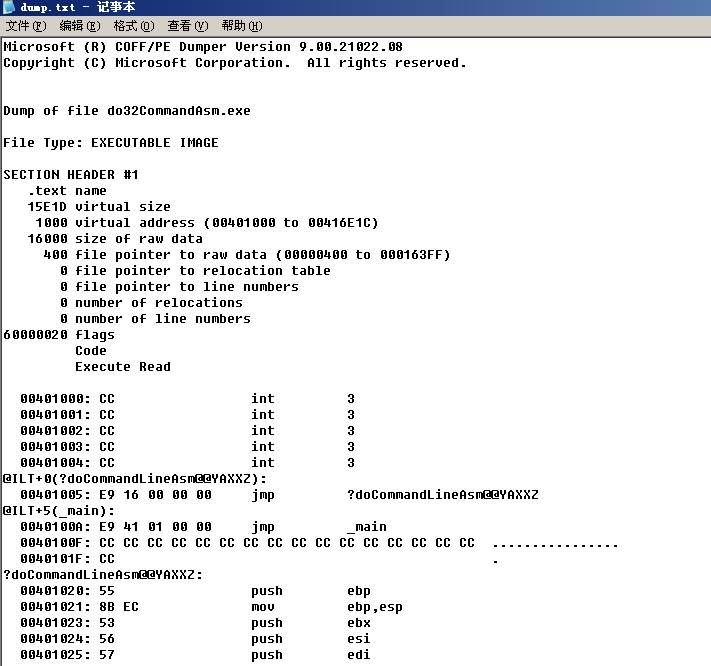 dump.txt - 记事本
文件(F) 编辑(E) 格式(O) 查看(V) 帮助(H)
Microsoft (R) COFF/PE Dumper Version 9.00.21022.08
Copyright (C) Microsoft Corporation.  All rights reserved.
Dump of file do32CommandAsm.exe
File Type: EXECUTABLE IMAGE
SECTION HEADER #1
   .text name
   15E1D virtual size
    1000 virtual address (00401000 to 00416E1C)
   16000 size of raw data
     400 file pointer to raw data (00000400 to 000163FF)
       0 file pointer to relocation table
       0 file pointer to line numbers
       0 number of relocations
       0 number of line numbers
60000020 flags
         Code
         Execute Read
  00401000: CC                 int         3
  00401001: CC                 int         3
  00401002: CC                 int         3
  00401003: CC                 int         3
  00401004: CC                 int         3
@ILT+0(?doCommandLineAsm@@YAXXZ):
  00401005: E9 16 00 00 00     jmp         ?doCommandLineAsm@@YAXXZ
@ILT+5(_main):
  0040100A: E9 41 01 00 00     jmp         _main
  0040100F: CC CC CC CC CC CC CC CC CC CC CC CC CC CC CC CC  ................
  0040101F: CC                                               .
?doCommandLineAsm@@YAXXZ:
  00401020: 55                 push        ebp
  00401021: 8B EC              mov         ebp,esp
  00401023: 53                 push        ebx
  00401024: 56                 push        esi
  00401025: 57                 push        edi